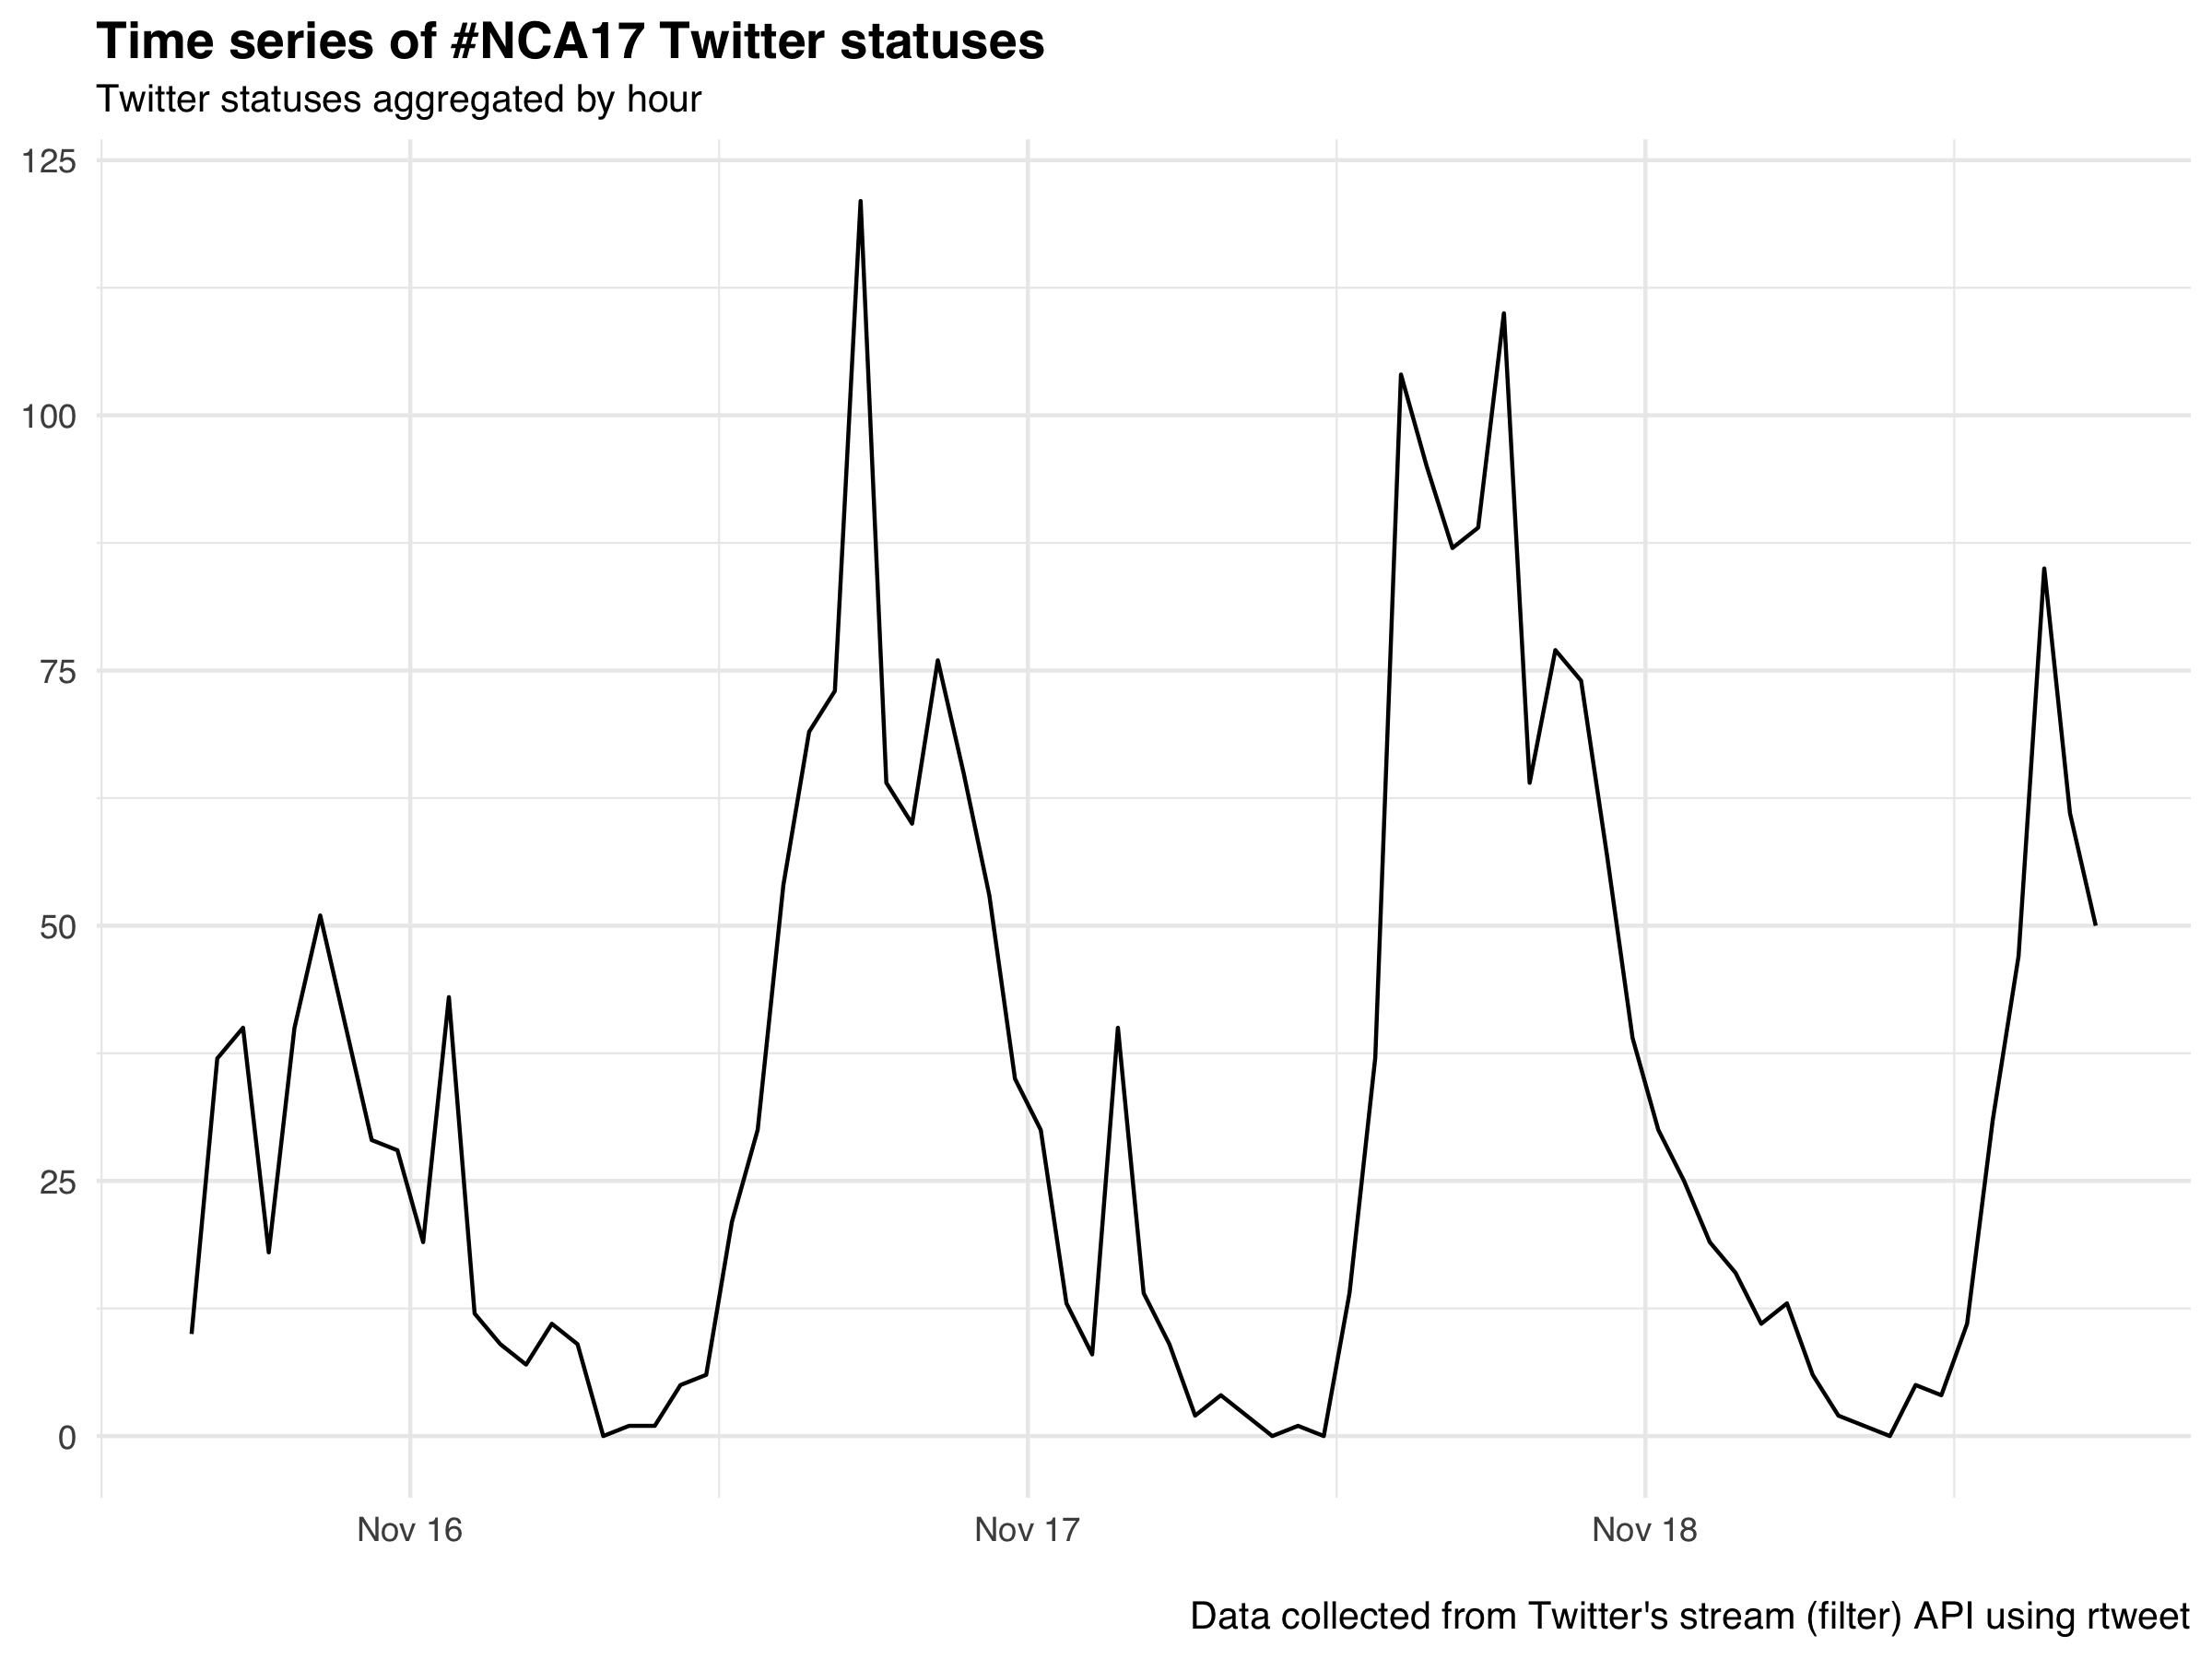 Time series of #NCA17 Twitter statuses
Twitter statuses aggregated by hour
125
100
75
50
25
0
Nov 16 Nov 17 Nov 18
Data collected from Twitter's stream (filter) API using rtweet